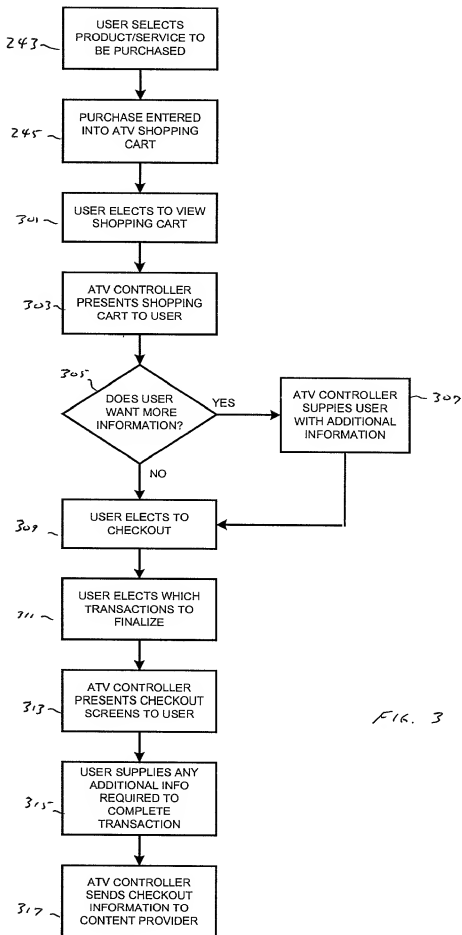 243
USER SELECTS
PRODUCT/SERVICE TO
BE PURCHASED
245
PURCHASE ENTERED
INTO ATV SHOPPING
CART
301
USER ELECTS TO VIEW
SHOPPING CART
303
ATV CONTROLLER
PRESENTS SHOPPING
CART TO USER
305
DOES USER
WANT MORE
INFORMATION?
YES
ATV CONTROLLER
SUPPIES USER
WITH ADDITIONAL
INFORMATION
307
NO
309
USER ELECTS TO
CHECKOUT
311
USER ELECTS WHICH
TRANSACTIONS TO
FINALIZE
313
ATV CONTROLLER
PRESENTS CHECKOUT
SCREENS TO USER
FIG. 3
315
USER SUPPLIES ANY
ADDITIONAL INFO
REQUIRED TO
COMPLETE
TRANSACTION
317
ATV CONTROLLER
SENDS CHECKOUT
INFORMATION TO
CONTENT PROVIDER